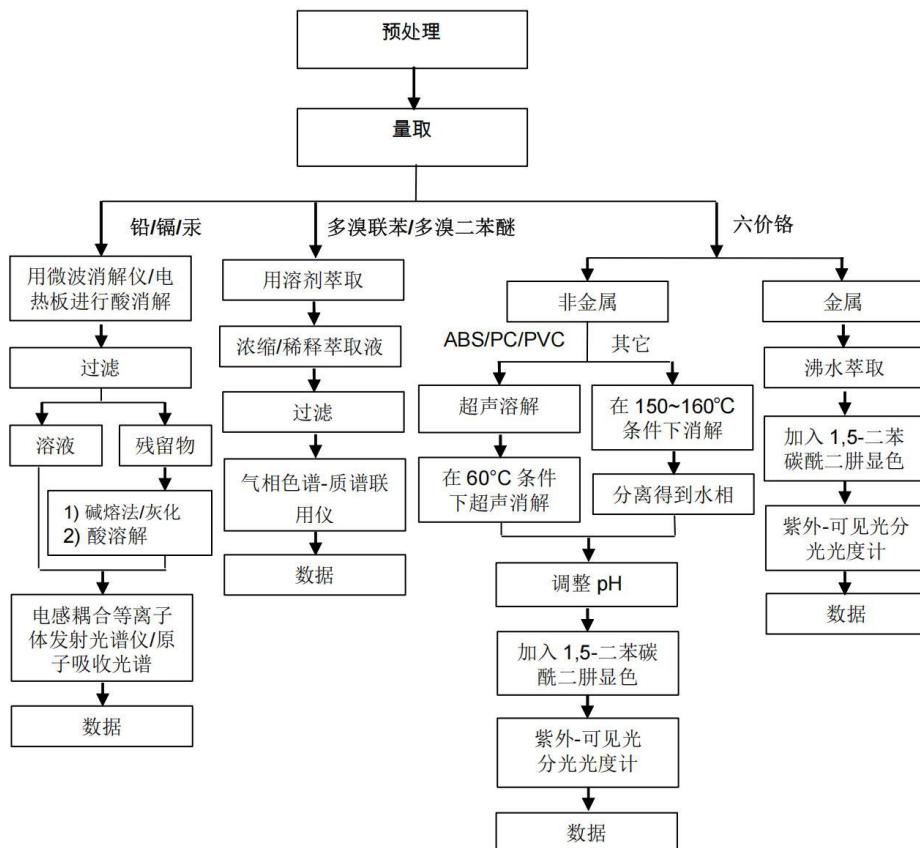 预处理
量取
铅/镉/汞
多溴联苯/多溴二苯醚
六价铬
用微波消解仪/电
热板进行酸消解
过滤
溶液
残留物
1) 碱熔法/灰化
2) 酸溶解
电感耦合等离子
体发射光谱仪/原
子吸收光谱
数据
用溶剂萃取
浓缩/稀释萃取液
过滤
气相色谱-质谱联
用仪
数据
非金属
ABS/PC/PVC
其它
超声溶解
在 60°C 条件
下超声消解
在 150~160℃
条件下消解
分离得到水相
调整 pH
加入 1,5-二苯碳
酰二肼显色
紫外-可见光
分光光度计
数据
金属
沸水萃取
加入 1,5-二苯
碳酰二肼显色
紫外-可见光分
光光度计
数据